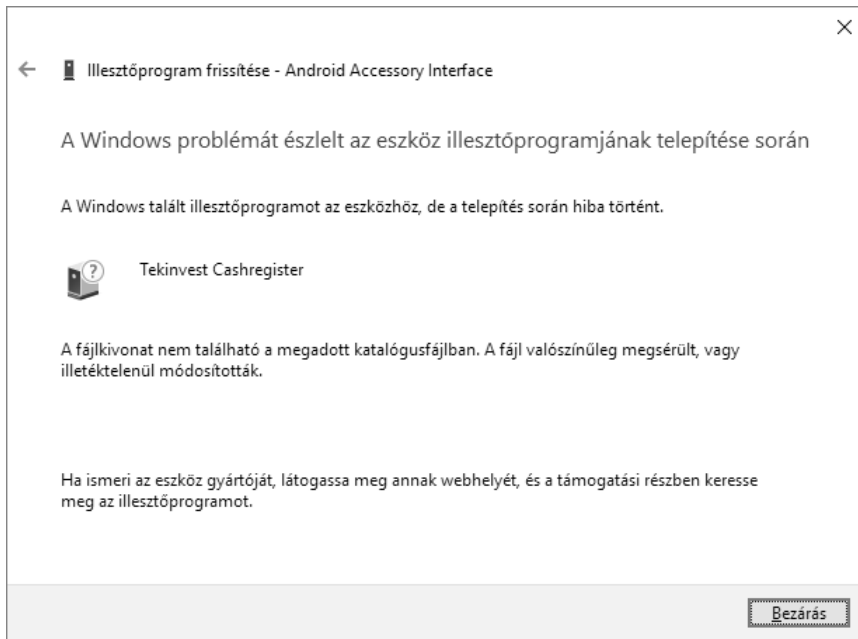 Illesztőprogram frissítése - Android Accessory Interface
A Windows problémát észlelt az eszköz illesztőprogramjának telepítése során
A Windows talált illesztőprogramot az eszközhöz, de a telepítés során hiba történt.
Tekinvest Cashregister
A fájlkivonat nem található a megadott katalógusfájlban. A fájl valószínűleg megsérült, vagy
illetéktelenül módosították.
Ha ismeri az eszköz gyártóját, látogassa meg annak webhelyét, és a támogatási részben keresse
meg az illesztőprogramot.
Bezárás